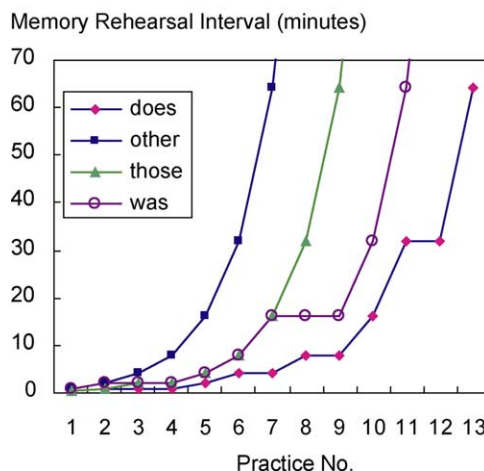 Memory Rehearsal Interval (minutes)
70
60
50
40
30
20
10
0
does
other
those
was
1 2 3 4 5 6 7 8 9 10 11 12 13
Practice No.